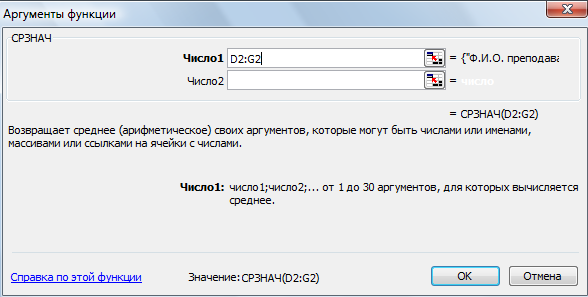 Аргументы функции
СРЗНАЧ
Число1 D2:G2 = {"Ф.И.О. преподава
Число2 = число
= СРЗНАЧ(D2:G2)
Возвращает среднее (арифметическое) своих аргументов, которые могут быть числами или именами,
массивами или ссылками на ячейки с числами.
Число1: число1;число2;... от 1 до 30 аргументов, для которых вычисляется
среднее.
Справка по этой функции Значение:СРЗНАЧ(D2:G2) ОК Отмена